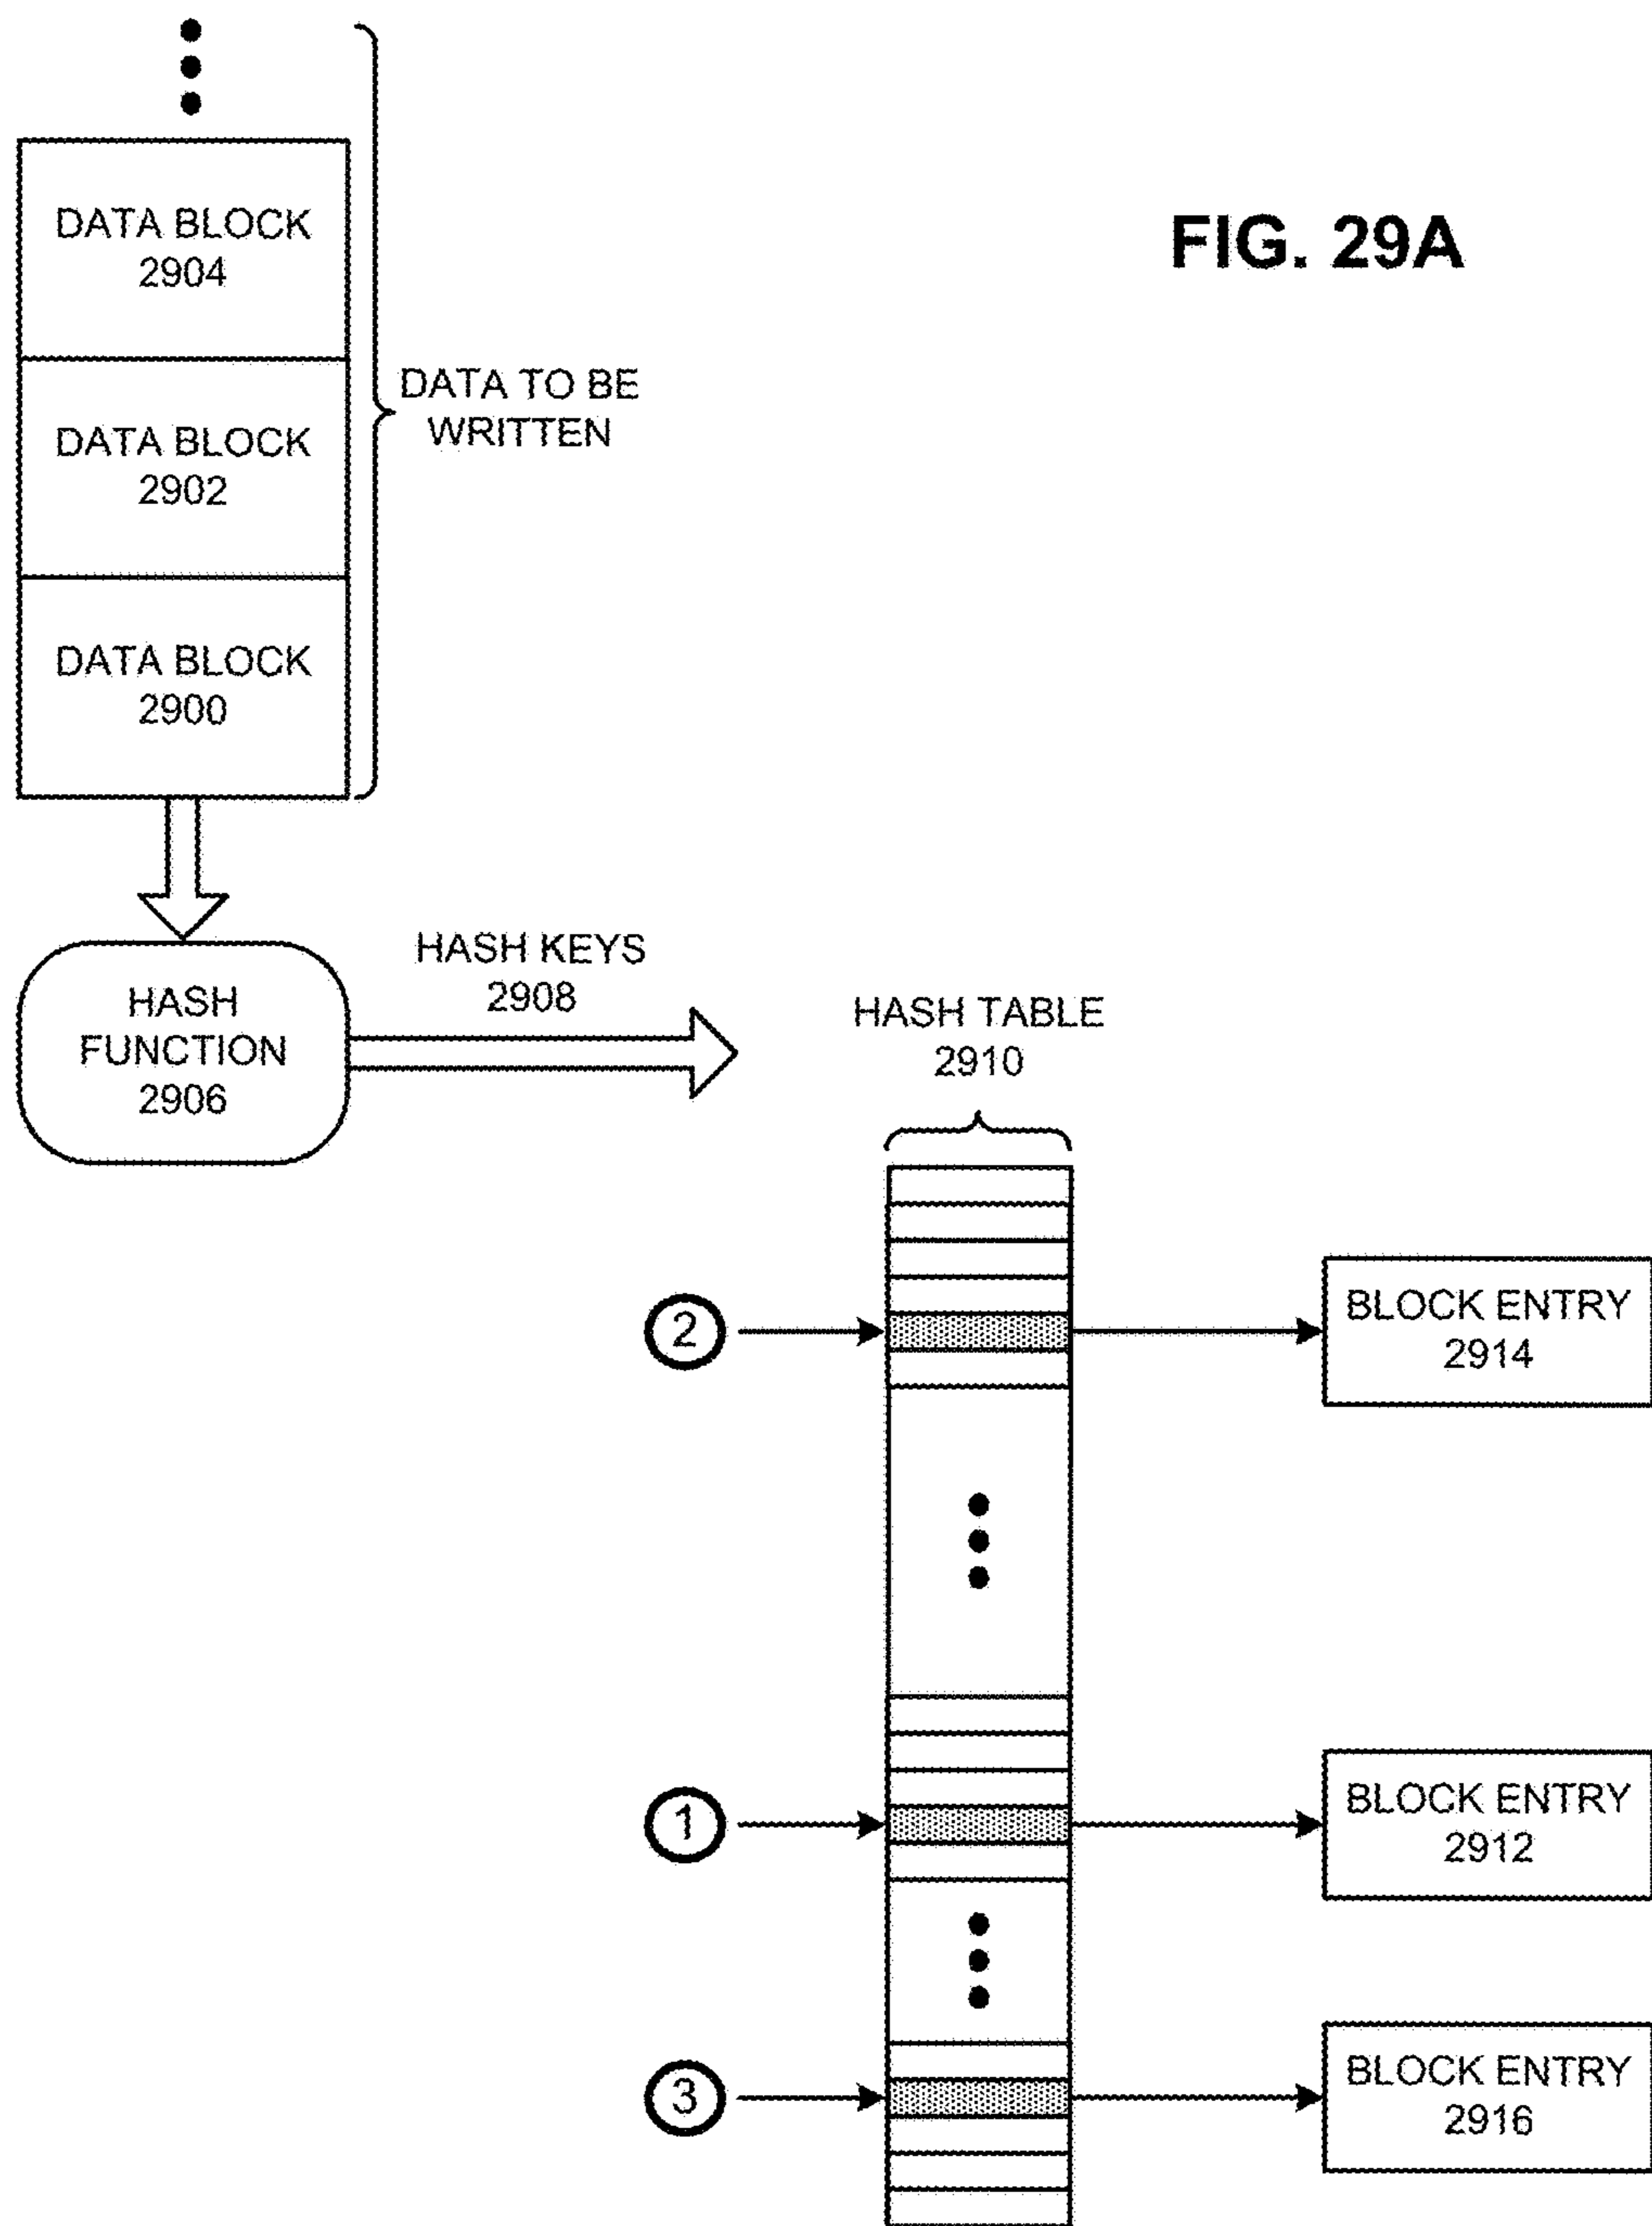 FIG. 29A
DATA BLOCK
2904
DATA BLOCK
2902
DATA BLOCK
2900
DATA TO BE
WRITTEN
HASH
FUNCTION
2906
HASH KEYS
2908
HASH TABLE
2910
2
BLOCK ENTRY
2914
1
BLOCK ENTRY
2912
3
BLOCK ENTRY
2916